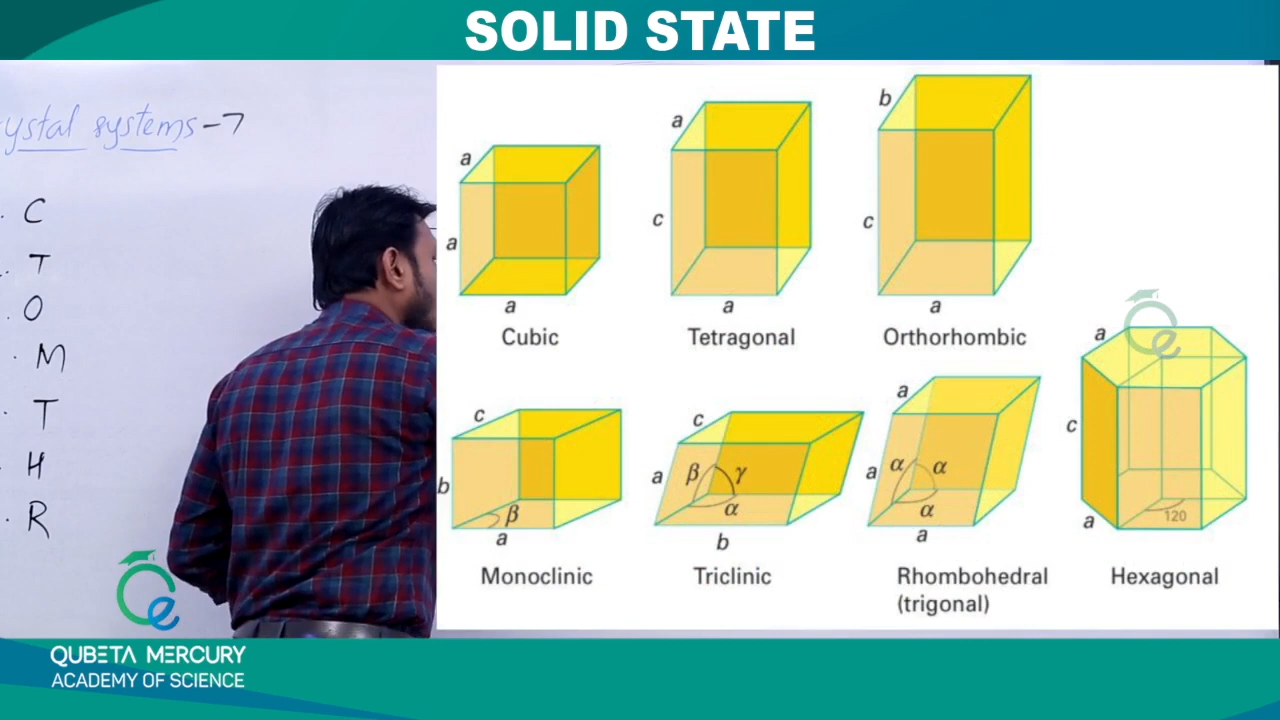 SOLID STATE
ystal systems-7
. C
. T
. O
. M
. T
. H
. R
a
a
a
Cubic
a
c
a
Tetragonal
b
c
a
Orthorhombic
c
b
β
a
Monoclinic
c
a
β γ
α
b
Triclinic
a
a
α α
α
a
Rhombohedral
(trigonal)
a
c
a
120
Hexagonal
QUBETA MERCURY
ACADEMY OF SCIENCE